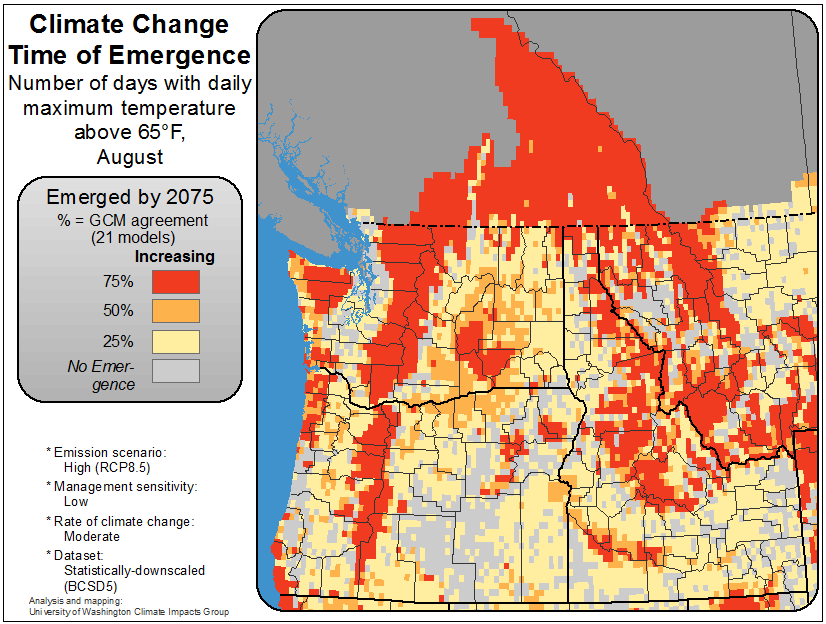 Climate Change
Time of Emergence
Number of days with daily
maximum temperature
above 65°F,
August
Emerged by 2075
% = GCM agreement
(21 models)
Increasing
75%
50%
25%
No Emer-
gence
* Emission scenario:
High (RCP8.5)
* Management sensitivity:
Low
* Rate of climate change:
Moderate
* Dataset:
Statistically-downscaled
(BCSD5)
Analysis and mapping:
University of Washington Climate Impacts Group